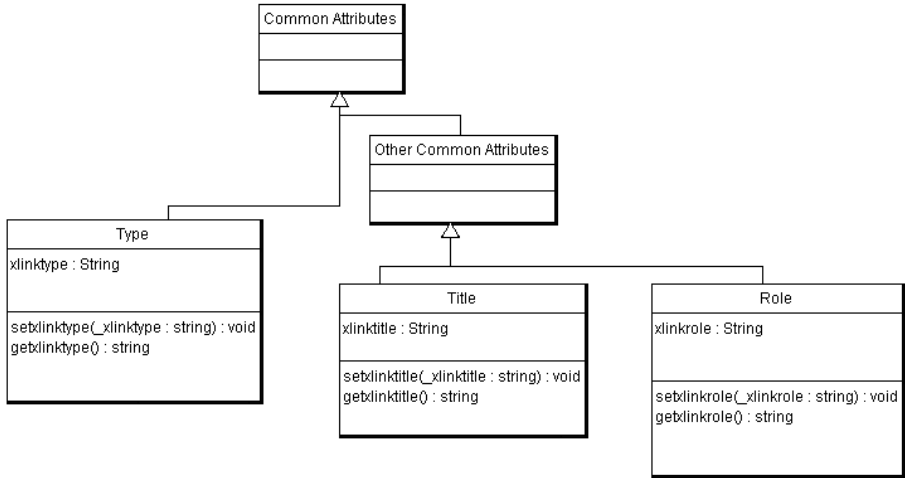 Common Attributes
Other Common Attributes
Type
xlinktype : String
setxlinktype(_xlinktype : string) : void
getxlinktype() : string
Title
xlinktitle : String
setxlinktitle(_xlinktitle : string) : void
getxlinktitle() : string
Role
xlinkrole : String
setxlinkrole(_xlinkrole : string) : void
getxlinkrole() : string